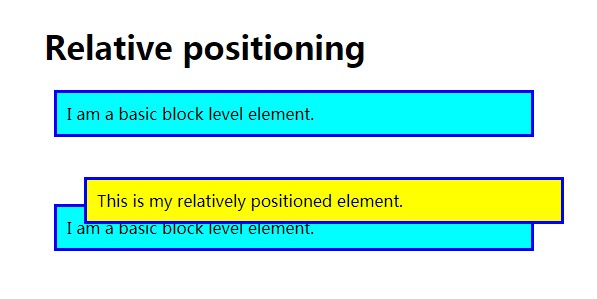 Relative positioning
I am a basic block level element.
This is my relatively positioned element.
I am a basic block level element.